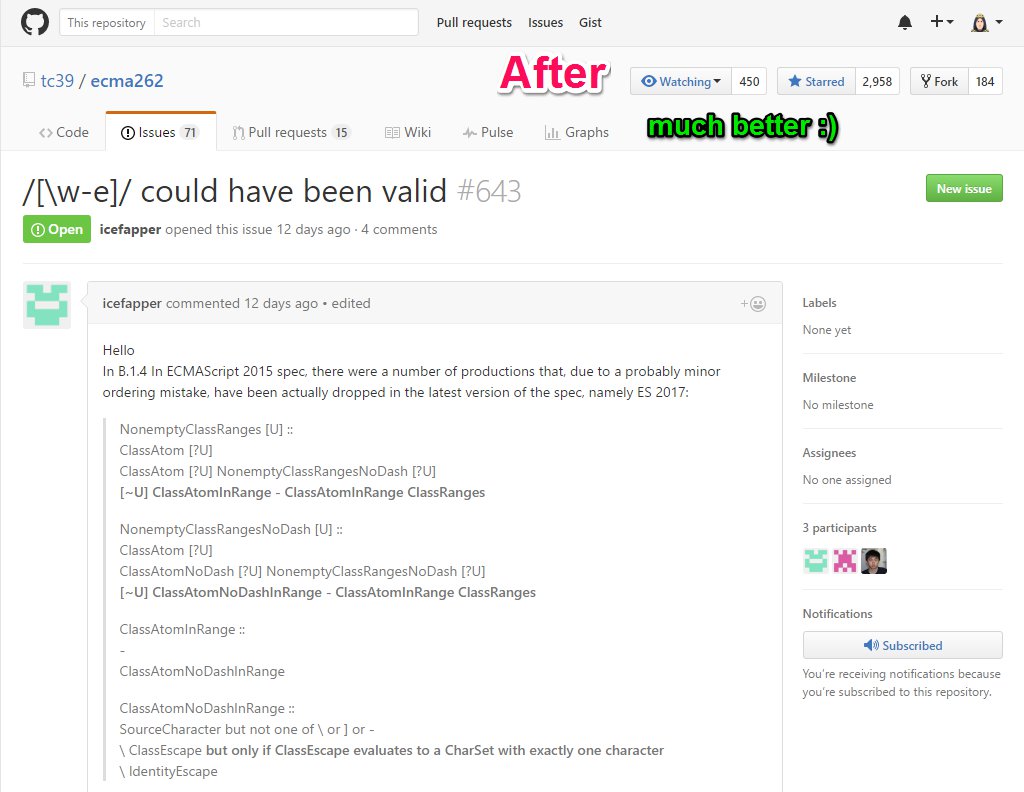 This repository Search Pull requests Issues Gist
tc39 / ecma262 After Watching 450 Starred 2,958 Fork 184
Code Issues 71 Pull requests 15 Wiki Pulse Graphs much better :)
/[\w-e]/ could have been valid #643 New issue
Open icefapper opened this issue 12 days ago · 4 comments
icefapper commented 12 days ago • edited
Hello
In B.1.4 In ECMAScript 2015 spec, there were a number of productions that, due to a probably minor
ordering mistake, have been actually dropped in the latest version of the spec, namely ES 2017:
NonemptyClassRanges [U] ::
ClassAtom [?U]
ClassAtom [?U] NonemptyClassRangesNoDash [?U]
[~U] ClassAtomInRange - ClassAtomInRange ClassRanges
NonemptyClassRangesNoDash [U] ::
ClassAtom [?U]
ClassAtomNoDash [?U] NonemptyClassRangesNoDash [?U]
[~U] ClassAtomNoDashInRange - ClassAtomInRange ClassRanges
ClassAtomInRange ::
-
ClassAtomNoDashInRange
ClassAtomNoDashInRange ::
SourceCharacter but not one of \ or ] or -
\ ClassEscape but only if ClassEscape evaluates to a CharSet with exactly one character
\ IdentityEscape
Labels
None yet
Milestone
No milestone
Assignees
No one assigned
3 participants
Notifications
Subscribed
You're receiving notifications because
you're subscribed to this repository.